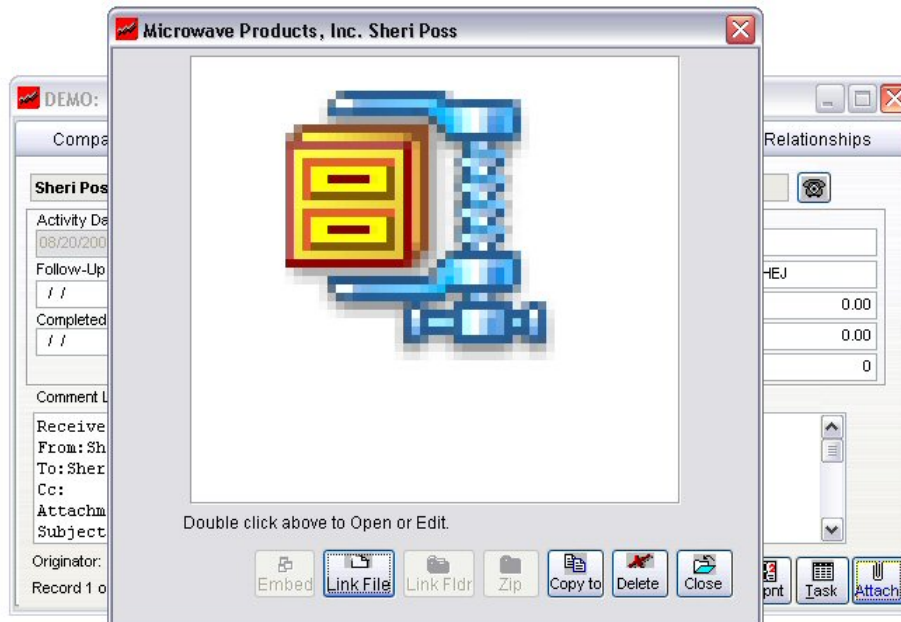 Microwave Products, Inc. Sheri Poss
DEMO:
Compa
Relationships
Sheri Pos
Activity Da
08/20/200
Follow-Up
/ /
HEJ
Completed
0.00
/ /
0.00
0
Comment L
Receive
From:Sh
To:Sher
Cc:
Attachm
Subject
Double click above to Open or Edit.
Originator:
Embed Link File Link Fldr Zip Copy to Delete Close
pnt Task Attach
Record 1 o